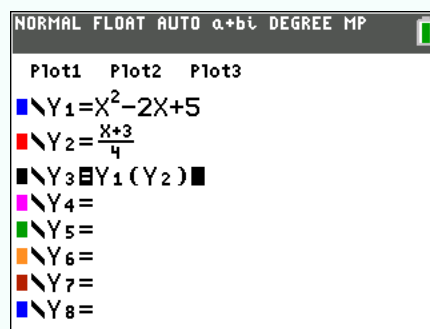 NORMAL FLOAT AUTO a+bi DEGREE MP
Plot1 Plot2 Plot3
\Y₁=X²-2X+5
\Y₂=(X+3)/4
\Y₃=Y₁(Y₂)
\Y₄=
\Y₅=
\Y₆=
\Y₇=
\Y₈=